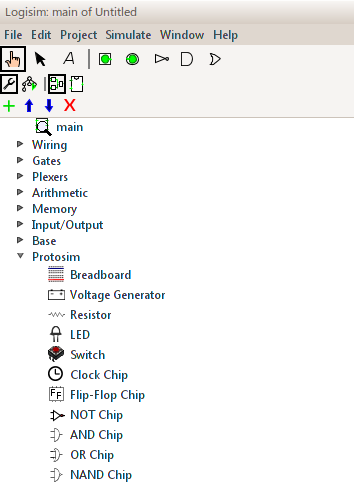 Logisim: main of Untitled
File Edit Project Simulate Window Help
A
main
Wiring
Gates
Plexers
Arithmetic
Memory
Input/Output
Base
Protosim
Breadboard
Voltage Generator
Resistor
LED
Switch
Clock Chip
FF Flip-Flop Chip
NOT Chip
AND Chip
OR Chip
NAND Chip